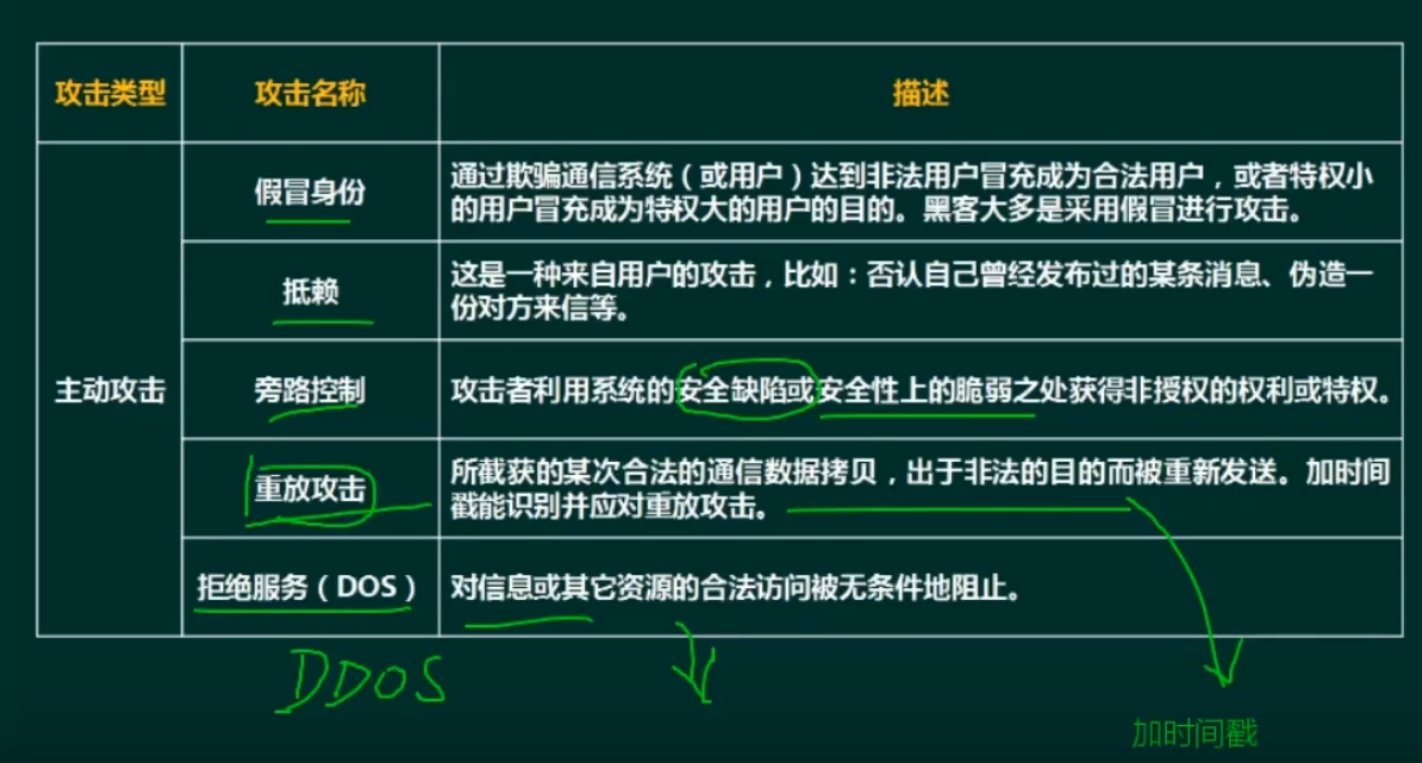 攻击类型 攻击名称 描述
主动攻击
假冒身份
通过欺骗通信系统（或用户）达到非法用户冒充成为合法用户，或者特权小
的用户冒充成为特权大的用户的目的。黑客大多是采用假冒进行攻击。
抵赖
这是一种来自用户的攻击，比如：否认自己曾经发布过的某条消息、伪造一
份对方来信等。
旁路控制
攻击者利用系统的安全缺陷或安全性上的脆弱之处获得非授权的权利或特权。
重放攻击
所截获的某次合法的通信数据拷贝，出于非法的目的而被重新发送。加时间
戳能识别并应对重放攻击。
拒绝服务（DOS）
对信息或其它资源的合法访问被无条件地阻止。
DDOS
加时间戳